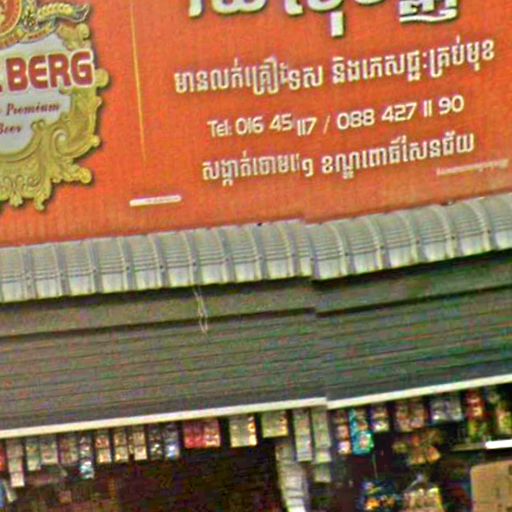 BERG
Premium
Beer
មានលក់គ្រឿងទេស និងភេសជ្ជៈគ្រប់មុខ
Tel: 016 45 117 / 088 427 11 90
សង្កាត់ចោមចៅ១ ខណ្ឌពោធិ៍សែនជ័យ